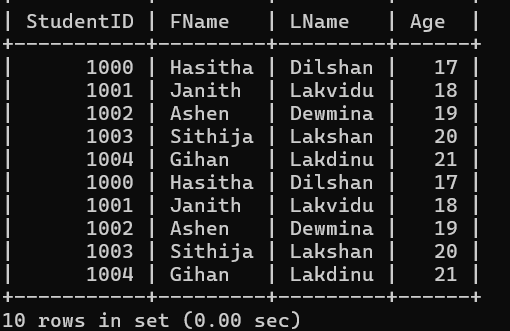 | StudentID | FName   | LName   | Age  |
+-----------+---------+---------+------+
|      1000 | Hasitha | Dilshan |   17 |
|      1001 | Janith  | Lakvidu |   18 |
|      1002 | Ashen   | Dewmina |   19 |
|      1003 | Sithija | Lakshan |   20 |
|      1004 | Gihan   | Lakdinu |   21 |
|      1000 | Hasitha | Dilshan |   17 |
|      1001 | Janith  | Lakvidu |   18 |
|      1002 | Ashen   | Dewmina |   19 |
|      1003 | Sithija | Lakshan |   20 |
|      1004 | Gihan   | Lakdinu |   21 |
+-----------+---------+---------+------+
10 rows in set (0.00 sec)